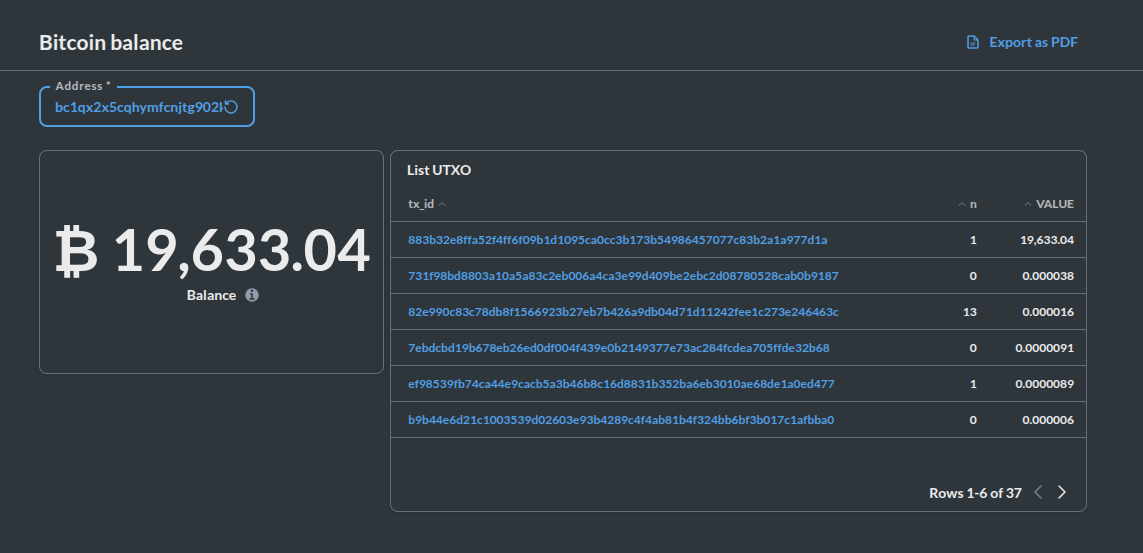 Bitcoin balance
Export as PDF
Address *
bc1qx2x5cqhymfcnjtg902
₿ 19,633.04
Balance
List UTXO
tx_id n VALUE
883b32e8ffa52f4ff6f09b1d1095ca0cc3b173b54986457077c83b2a1a977d1a 1 19,633.04
731f98bd8803a10a5a83c2eb006a4ca3e99d409be2ebc2d08780528cab0b9187 0 0.000038
82e990c83c78db8f1566923b27eb7b426a9db04d71d11242fee1c273e246463c 13 0.000016
7ebdcbd19b678eb26ed0df004f439e0b2149377e73ac284fcdea705ffde32b68 0 0.0000091
ef98539fb74ca44e9cacb5a3b46b8c16d8831b352ba6eb3010ae68de1a0ed477 1 0.0000089
b9b44e6d21c1003539d02603e93b4289c4f4ab81b4f324bb6bf3b017c1afbba0 0 0.000006
Rows 1-6 of 37